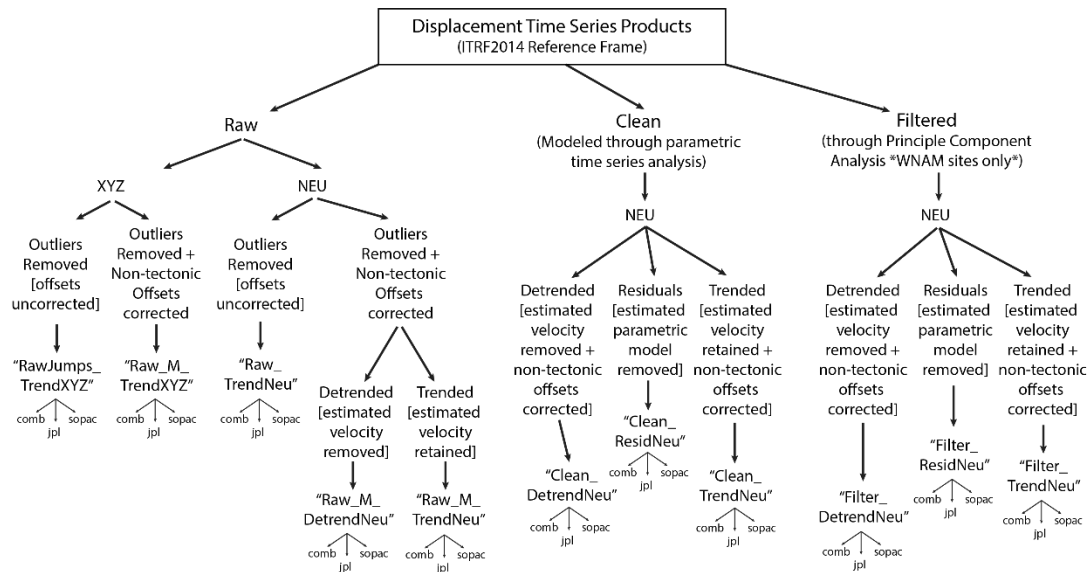 Displacement Time Series Products
(ITRF2014 Reference Frame)
Raw
XYZ
Outliers
Removed
[offsets
uncorrected]
“RawJumps_
TrendXYZ”
comb
jpl
sopac
Outliers
Removed +
Non-tectonic
Offsets
corrected
“Raw_M_
TrendXYZ”
comb
jpl
sopac
NEU
Outliers
Removed
[offsets
uncorrected]
“Raw_
TrendNeu”
comb
jpl
sopac
Outliers
Removed +
Non-tectonic
Offsets
corrected
Detrended
[estimated
velocity
removed]
“Raw_M_
DetrendNeu”
comb
jpl
sopac
Trended
[estimated
velocity
retained]
“Raw_M_
TrendNeu”
comb
jpl
sopac
Clean
(Modeled through parametric
time series analysis)
NEU
Detrended
[estimated
velocity
removed +
non-tectonic
offsets
corrected]
“Clean_
DetrendNeu”
comb
jpl
sopac
Residuals
[estimated
parametric
model
removed]
“Clean_
ResidNeu”
comb
jpl
sopac
Trended
[estimated
velocity
retained +
non-tectonic
offsets
corrected]
“Clean_
TrendNeu”
comb
jpl
sopac
Filtered
(through Principle Component
Analysis *WNAM sites only*)
NEU
Detrended
[estimated
velocity
removed +
non-tectonic
offsets
corrected]
“Filter_
DetrendNeu”
comb
jpl
sopac
Residuals
[estimated
parametric
model
removed]
“Filter_
ResidNeu”
comb
jpl
sopac
Trended
[estimated
velocity
retained +
non-tectonic
offsets
corrected]
“Filter_
TrendNeu”
comb
jpl
sopac